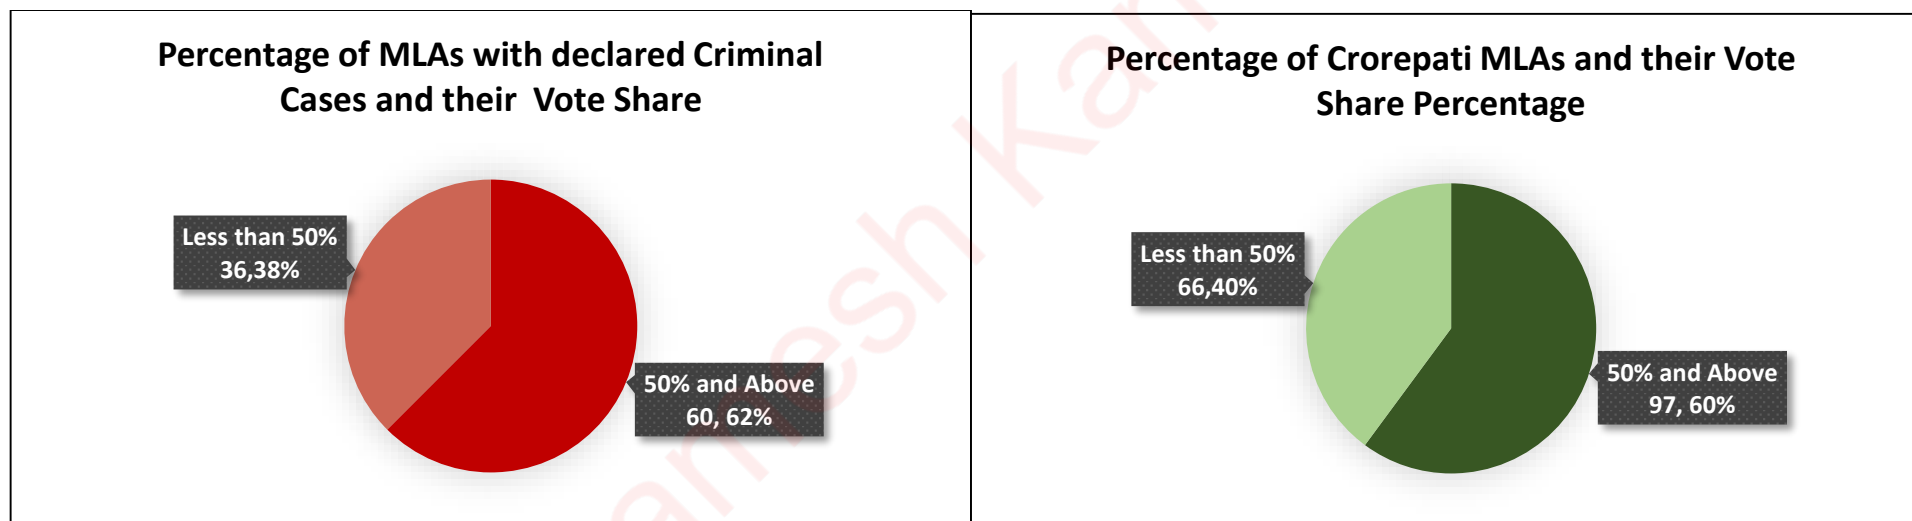 Percentage of MLAs with declared Criminal
Cases and their  Vote Share
Less than 50%
36,38%
50% and Above
60, 62%
Percentage of Crorepati MLAs and their Vote
Share Percentage
Less than 50%
66,40%
50% and Above
97, 60%